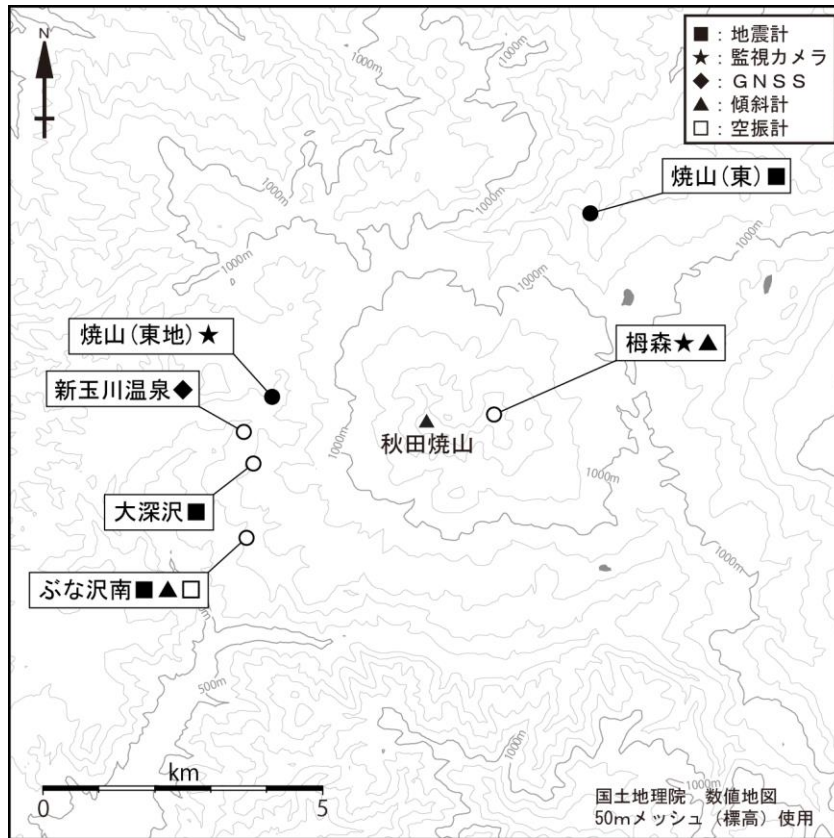 N
■：地震計
★：監視カメラ
◆：ＧＮＳＳ
▲：傾斜計
□：空振計
1000m
1000m
1000m
焼山(東)■
1000m
1000m
1000m
焼山(東地)★
栂森★▲
新玉川温泉◆
秋田焼山
1000m
1000m
大深沢■
1000m
ぶな沢南■▲□
500m
1000m
km
0 5
1000m
国土地理院　数値地図
50mメッシュ（標高）使用